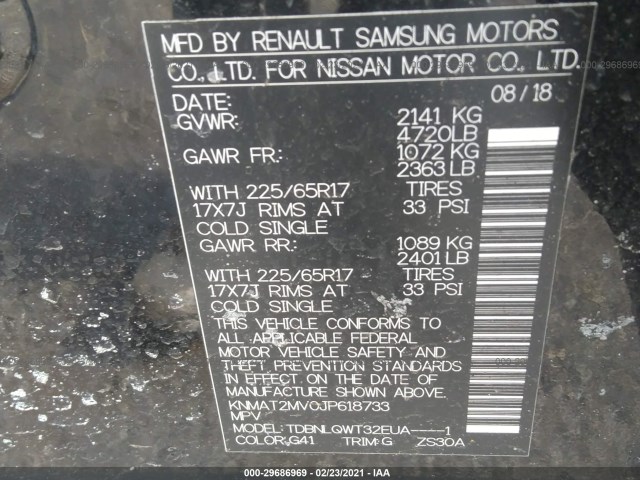 MFD BY RENAULT SAMSUNG MOTORS
CO., LTD. FOR NISSAN MOTOR CO., LTD.
DATE: 08/18
GVWR: 2141 KG
4720LB
GAWR FR.: 1072 KG
2363 LB
WITH 225/65R17 TIRES
17X7J RIMS AT 33 PSI
COLD SINGLE
GAWR RR.: 1089 KG
2401 LB
WITH 225/65R17 TIRES
17X7J RIMS AT 33 PSI
COLD SINGLE
THIS VEHICLE CONFORMS TO
ALL APPLICABLE FEDERAL
MOTOR VEHICLE SAFETY AND
THEFT PREVENTION STANDARDS
IN EFFECT ON THE DATE OF
MANUFACTURE SHOWN ABOVE.
KNMAT2MV0JP618733
MPV
MODEL:TDBNLQWT32EUA-----1
COLOR:G41 TRIM:G ZS30A
000-29686969 - 02/23/2021 - IAAI.COM